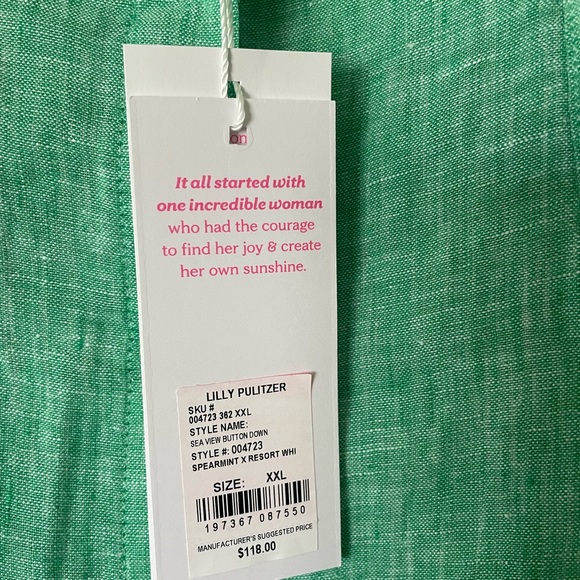 on
It all started with
one incredible woman
who had the courage
to find her joy & create
her own sunshine.
LILLY PULITZER
SKU #
004723 362 XXL
STYLE NAME:
SEA VIEW BUTTON DOWN
STYLE #: 004723
SPEARMINT X RESORT WHI
SIZE: XXL
197367 087550
MANUFACTURER'S SUGGESTED PRICE
$118.00